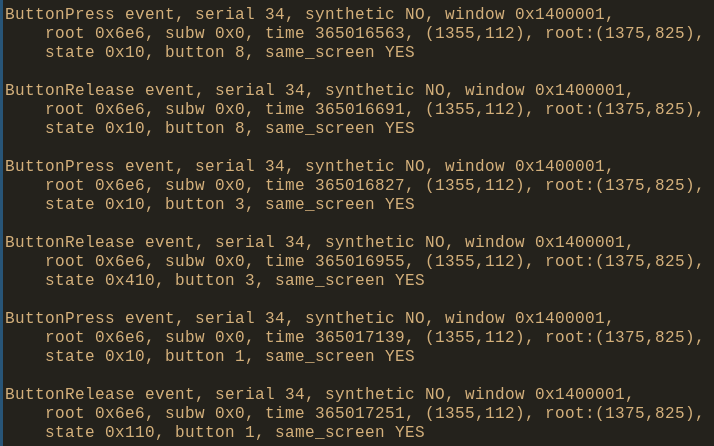 ButtonPress event, serial 34, synthetic NO, window 0x1400001,
    root 0x6e6, subw 0x0, time 365016563, (1355,112), root:(1375,825),
    state 0x10, button 8, same_screen YES

ButtonRelease event, serial 34, synthetic NO, window 0x1400001,
    root 0x6e6, subw 0x0, time 365016691, (1355,112), root:(1375,825),
    state 0x10, button 8, same_screen YES

ButtonPress event, serial 34, synthetic NO, window 0x1400001,
    root 0x6e6, subw 0x0, time 365016827, (1355,112), root:(1375,825),
    state 0x10, button 3, same_screen YES

ButtonRelease event, serial 34, synthetic NO, window 0x1400001,
    root 0x6e6, subw 0x0, time 365016955, (1355,112), root:(1375,825),
    state 0x410, button 3, same_screen YES

ButtonPress event, serial 34, synthetic NO, window 0x1400001,
    root 0x6e6, subw 0x0, time 365017139, (1355,112), root:(1375,825),
    state 0x10, button 1, same_screen YES

ButtonRelease event, serial 34, synthetic NO, window 0x1400001,
    root 0x6e6, subw 0x0, time 365017251, (1355,112), root:(1375,825),
    state 0x110, button 1, same_screen YES